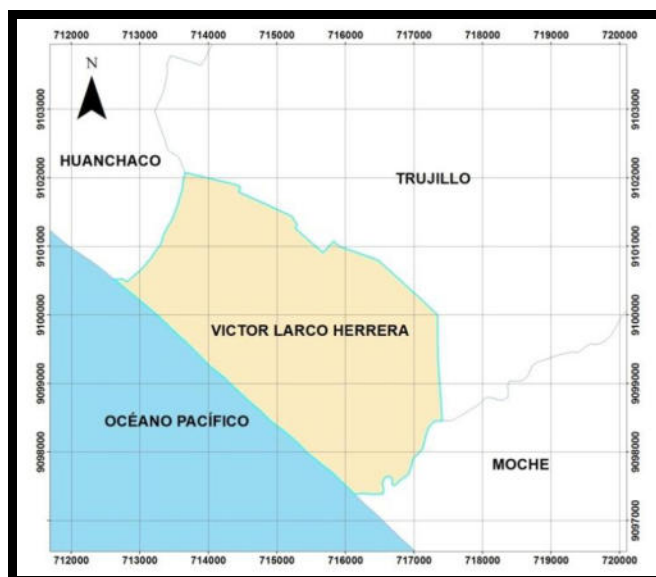 712000 713000 714000 715000 716000 717000 718000 719000 720000
N
9103000 9103000
HUANCHACO
9102000 TRUJILLO 9102000
9101000 9101000
9100000 9100000
VICTOR LARCO HERRERA
9099000 9099000
OCÉANO PACÍFICO
9098000 9098000
MOCHE
9097000 9097000
712000 713000 714000 715000 716000 717000 718000 719000 720000